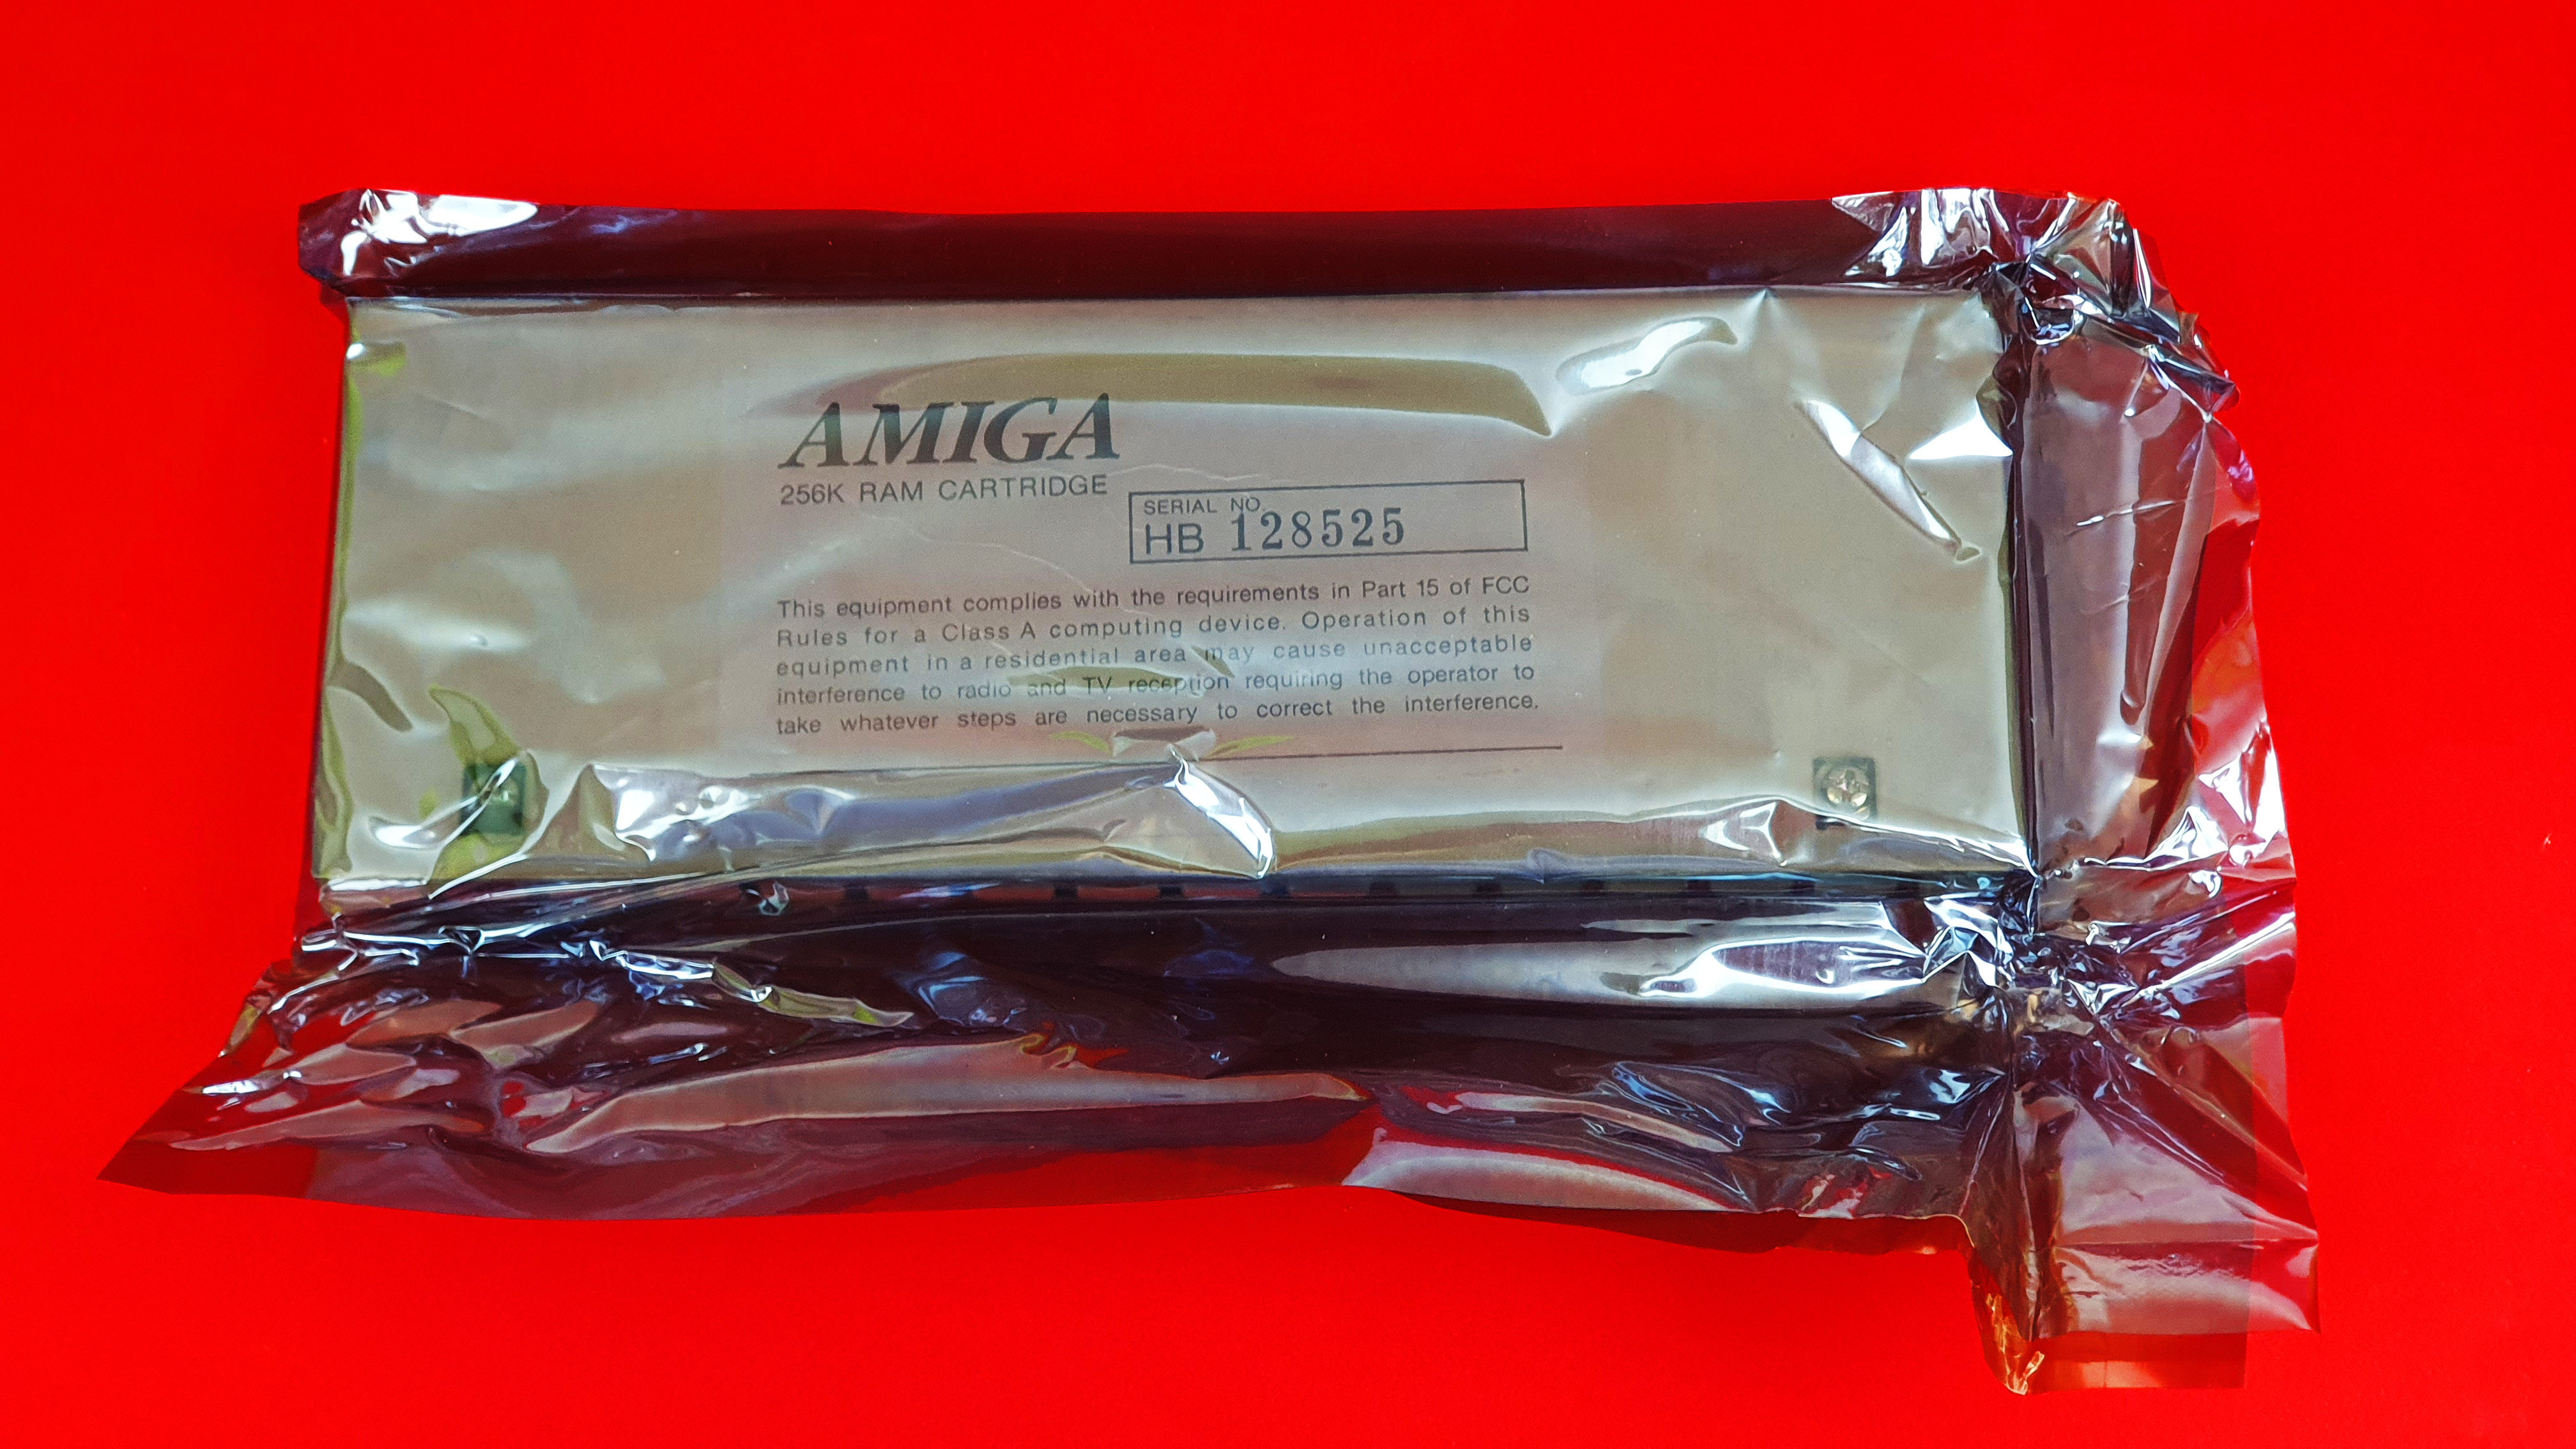 AMIGA
256K RAM CARTRIDGE
SERIAL NO.
HB 128525
This equipment complies with the requirements in Part 15 of FCC
Rules for a Class A computing device. Operation of this
equipment in a residential area may cause unacceptable
interference to radio and TV reception requiring the operator to
take whatever steps are necessary to correct the interference.